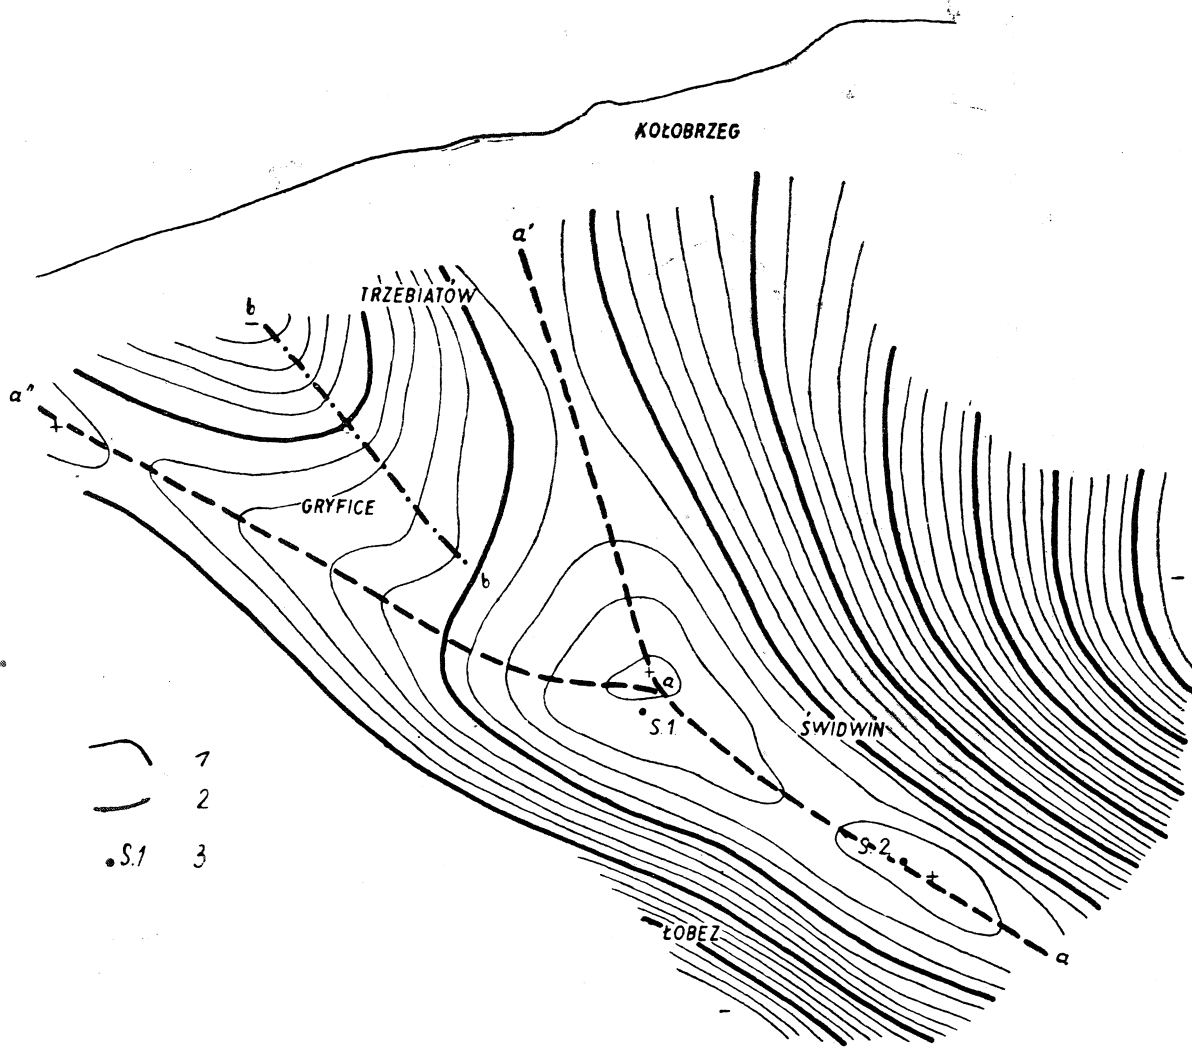 KOŁOBRZEG
a'
TRZEBIATÓW
b
–
a"
+
GRYFICE
b
+
a
S.1
ŚWIDWIN
1
2
S.1 3
S.2
+
ŁOBEZ
a
–
–